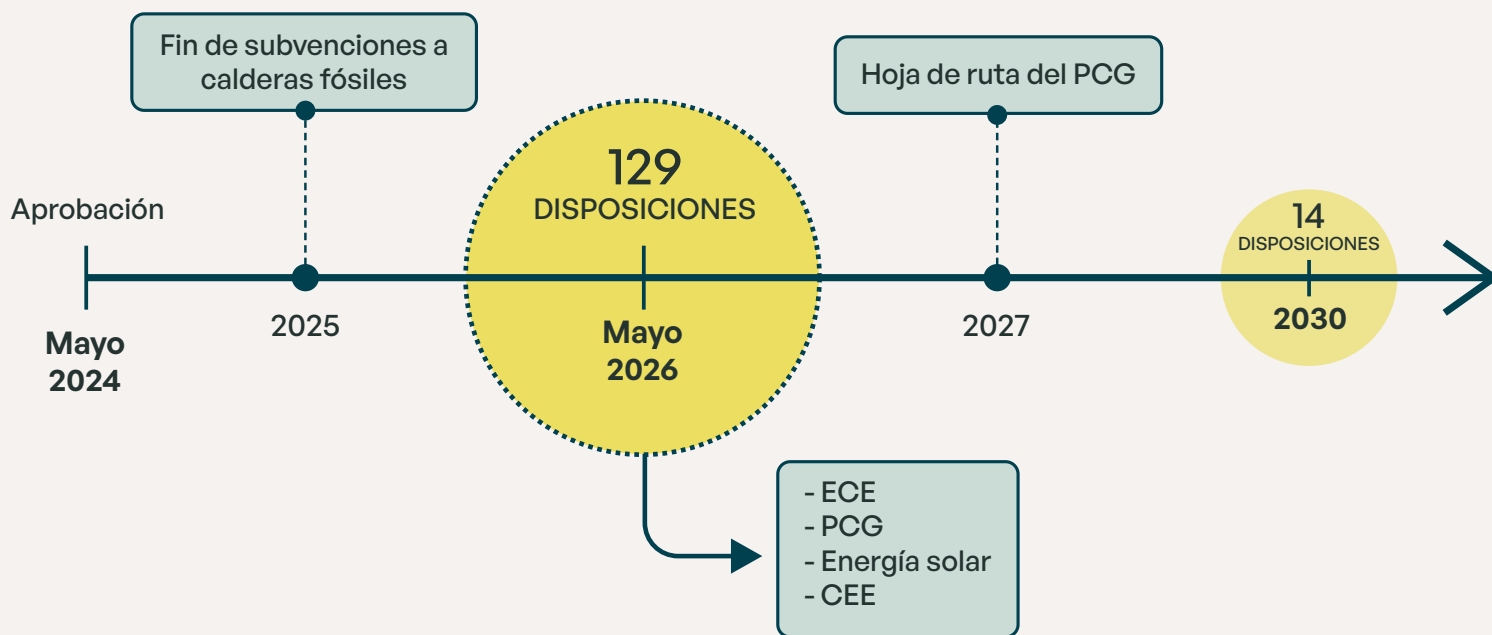 Fin de subvenciones a
calderas fósiles
Hoja de ruta del PCG
129
DISPOSICIONES
Aprobación
14
DISPOSICIONES
Mayo
2024
2025
Mayo
2026
2027
2030
- ECE
- PCG
- Energía solar
- CEE